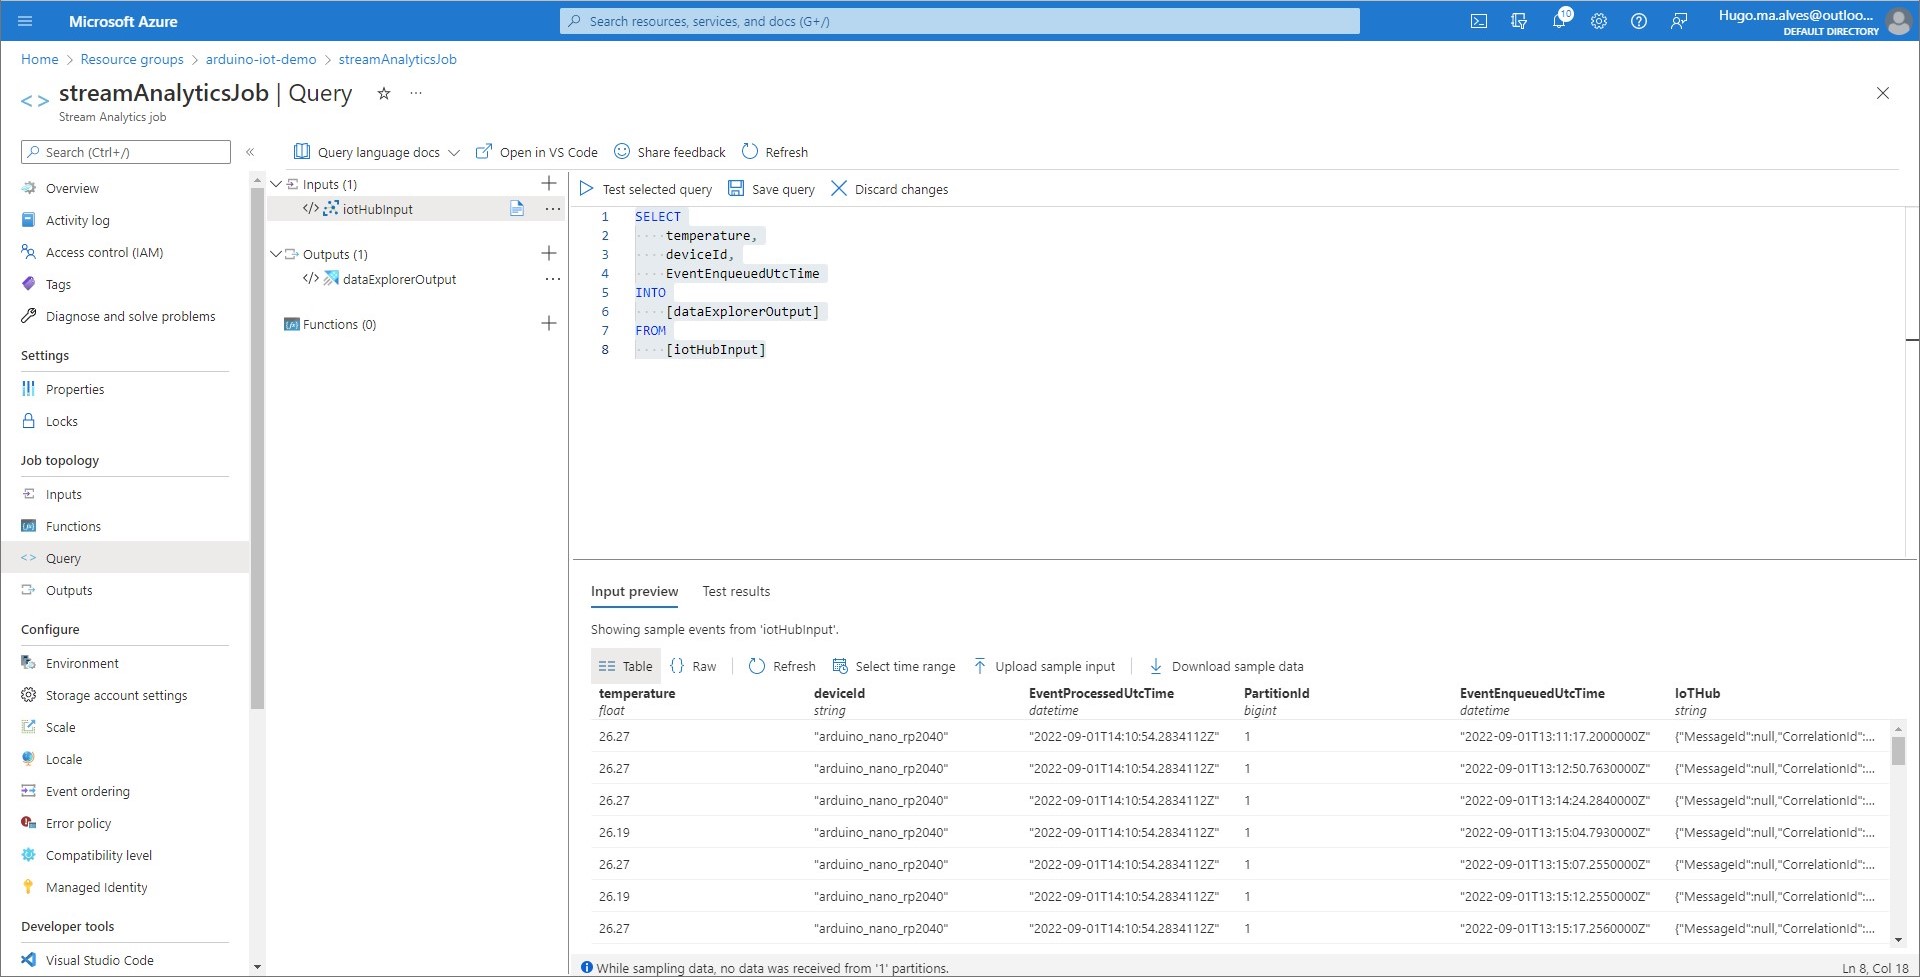 Microsoft Azure
Search resources, services, and docs (G+/)
10
Hugo.ma.alves@outloo...
DEFAULT DIRECTORY
Home > Resource groups > arduino-iot-demo > streamAnalyticsJob
streamAnalyticsJob | Query
Stream Analytics job
Search (Ctrl+/)
Overview
Activity log
Access control (IAM)
Tags
Diagnose and solve problems
Settings
Properties
Locks
Job topology
Inputs
Functions
Query
Outputs
Configure
Environment
Storage account settings
Scale
Locale
Event ordering
Error policy
Compatibility level
Managed Identity
Developer tools
Visual Studio Code
Query language docs
Open in VS Code
Share feedback
Refresh
Inputs (1)
iotHubInput
Outputs (1)
dataExplorerOutput
Functions (0)
Test selected query
Save query
Discard changes
1 SELECT
2 temperature,
3 deviceId,
4 EventEnqueuedUtcTime
5 INTO
6 [dataExplorerOutput]
7 FROM
8 [iotHubInput]
Input preview
Test results
Showing sample events from 'iotHubInput'.
Table
Raw
Refresh
Select time range
Upload sample input
Download sample data
temperature deviceId EventProcessedUtcTime PartitionId EventEnqueuedUtcTime IoTHub
float string datetime bigint datetime string
26.27 "arduino_nano_rp2040" "2022-09-01T14:10:54.2834112Z" 1 "2022-09-01T13:11:17.2000000Z" {"MessageId":null,"CorrelationId":...
26.27 "arduino_nano_rp2040" "2022-09-01T14:10:54.2834112Z" 1 "2022-09-01T13:12:50.7630000Z" {"MessageId":null,"CorrelationId":...
26.27 "arduino_nano_rp2040" "2022-09-01T14:10:54.2834112Z" 1 "2022-09-01T13:14:24.2840000Z" {"MessageId":null,"CorrelationId":...
26.19 "arduino_nano_rp2040" "2022-09-01T14:10:54.2834112Z" 1 "2022-09-01T13:15:04.7930000Z" {"MessageId":null,"CorrelationId":...
26.27 "arduino_nano_rp2040" "2022-09-01T14:10:54.2834112Z" 1 "2022-09-01T13:15:07.2550000Z" {"MessageId":null,"CorrelationId":...
26.19 "arduino_nano_rp2040" "2022-09-01T14:10:54.2834112Z" 1 "2022-09-01T13:15:12.2550000Z" {"MessageId":null,"CorrelationId":...
26.27 "arduino_nano_rp2040" "2022-09-01T14:10:54.2834112Z" 1 "2022-09-01T13:15:17.2560000Z" {"MessageId":null,"CorrelationId":...
While sampling data, no data was received from '1' partitions.
Ln 8, Col 18